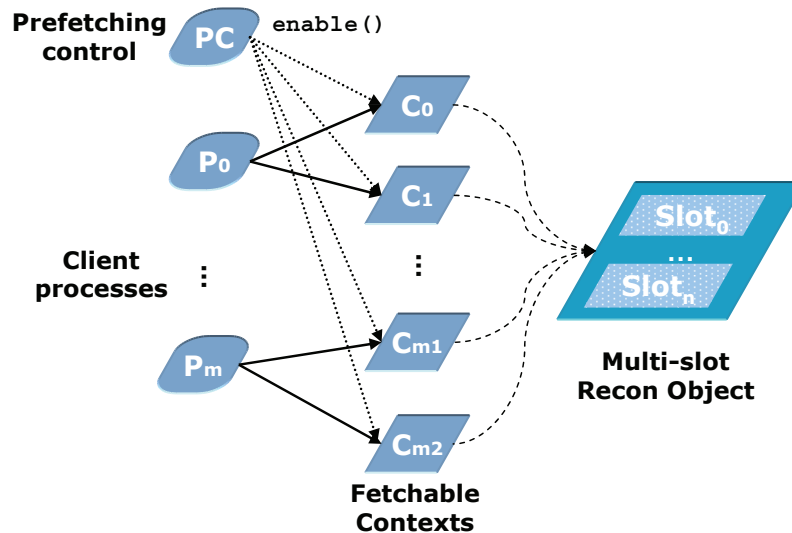 Prefetching
control
PC
enable()
C0
P0
C1
Slot0
...
Slotn
Client
processes
...
...
Cm1
Pm
Multi-slot
Recon Object
Cm2
Fetchable
Contexts